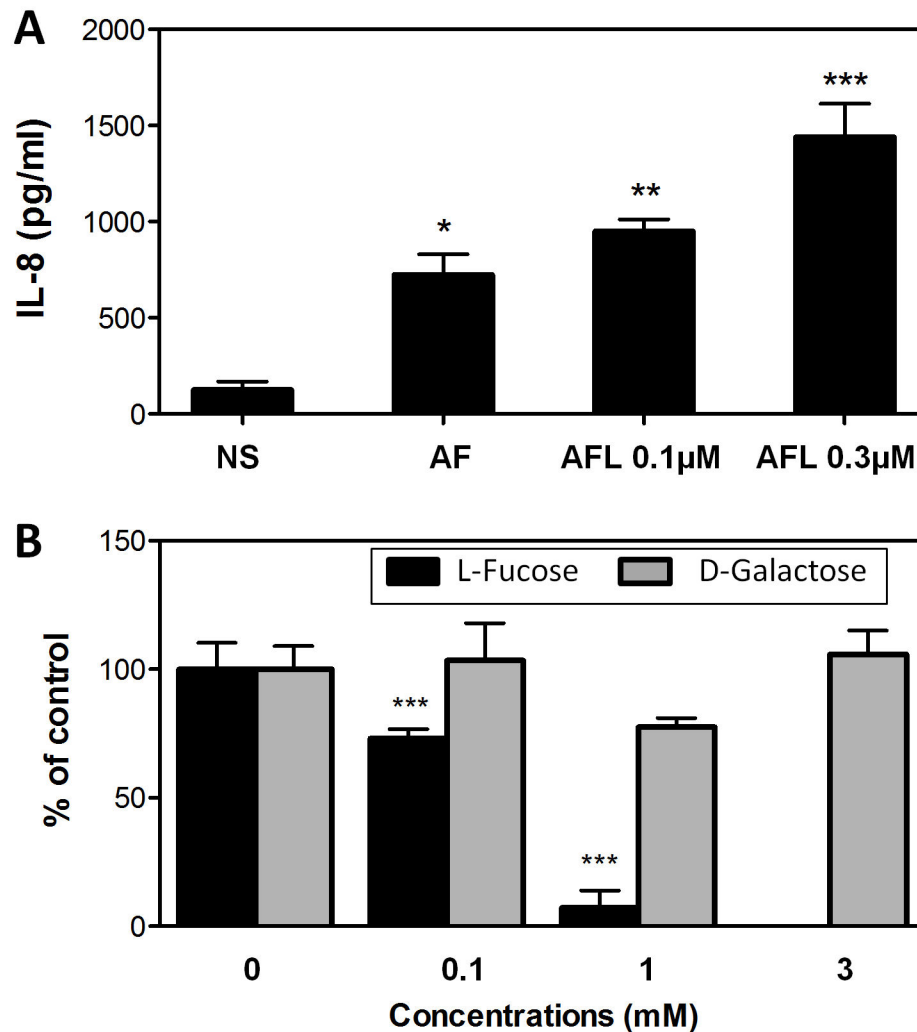 A
IL-8 (pg/ml)
2000
1500
1000
500
0
*
**
***
NS AF AFL 0.1µM AFL 0.3µM
B
% of control
150
100
50
0
L-Fucose D-Galactose
***
***
0 0.1 1 3
Concentrations (mM)